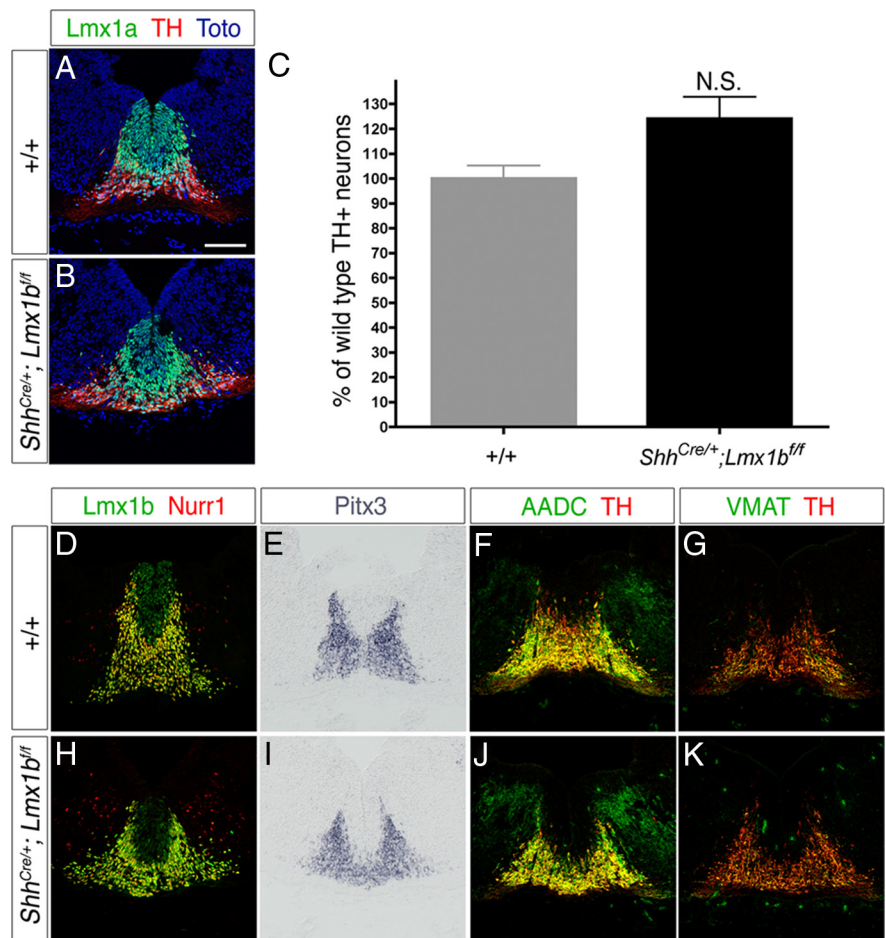 Lmx1a TH Toto
A
+/+
B
Shh^Cre/+; Lmx1b^f/f
C
N.S.
% of wild type TH+ neurons
130
120
110
100
90
80
70
60
50
40
30
20
10
0
+/+
Shh^Cre/+;Lmx1b^f/f
Lmx1b Nurr1
Pitx3
AADC TH
VMAT TH
+/+
D
E
F
G
Shh^Cre/+; Lmx1b^f/f
H
I
J
K